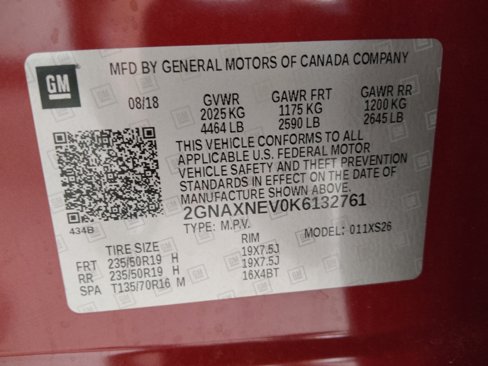 GM
MFD BY GENERAL MOTORS OF CANADA COMPANY
08/18 GVWR GAWR FRT GAWR RR
2025 KG 1175 KG 1200 KG
4464 LB 2590 LB 2645 LB
THIS VEHICLE CONFORMS TO ALL
APPLICABLE U.S. FEDERAL MOTOR
VEHICLE SAFETY AND THEFT PREVENTION
STANDARDS IN EFFECT ON THE DATE OF
MANUFACTURE SHOWN ABOVE.
2GNAXNEV0K6132761
434B TYPE: M.P.V. MODEL: 011XS26
TIRE SIZE RIM
FRT 235/50R19 H 19X7.5J
RR 235/50R19 H 19X7.5J
SPA T135/70R16 M 16X4BT